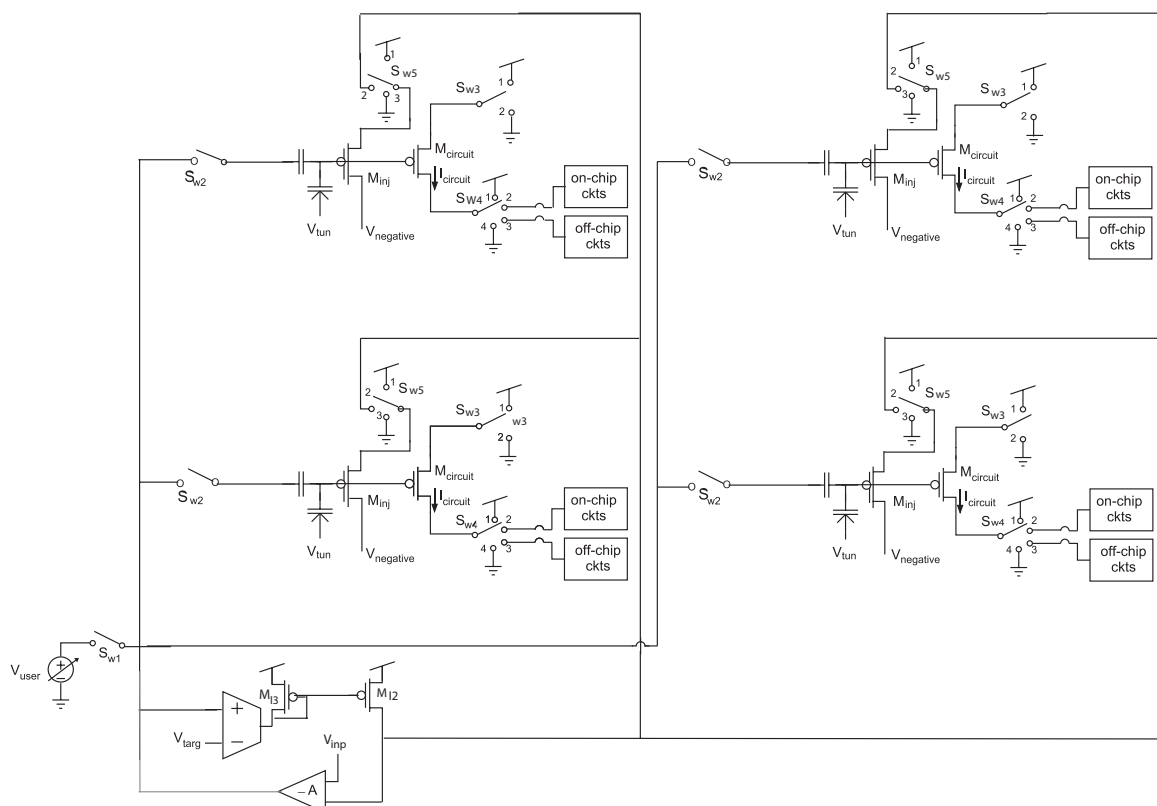 1
Sw5
2
3
Sw3
1
2
Mcircuit
Icircuit
Sw2
Minj
Vtun
Vnegative
SW4
1
2
4
3
on-chip
ckts
off-chip
ckts
1
Sw5
2
3
Sw3
1
2
Mcircuit
Icircuit
Sw2
Minj
Vtun
Vnegative
Sw4
1
2
4
3
on-chip
ckts
off-chip
ckts
1
Sw5
2
3
Sw3
1
w3
2
Mcircuit
Icircuit
Sw2
Minj
Vtun
Vnegative
Sw4
1
2
4
3
on-chip
ckts
off-chip
ckts
1
Sw5
2
3
Sw3
1
2
Mcircuit
Icircuit
Sw2
Minj
Vtun
Vnegative
Sw4
1
2
4
3
on-chip
ckts
off-chip
ckts
Sw1
Vuser
+
−
MI3
MI2
+
Vtarg
−
Vinp
−A